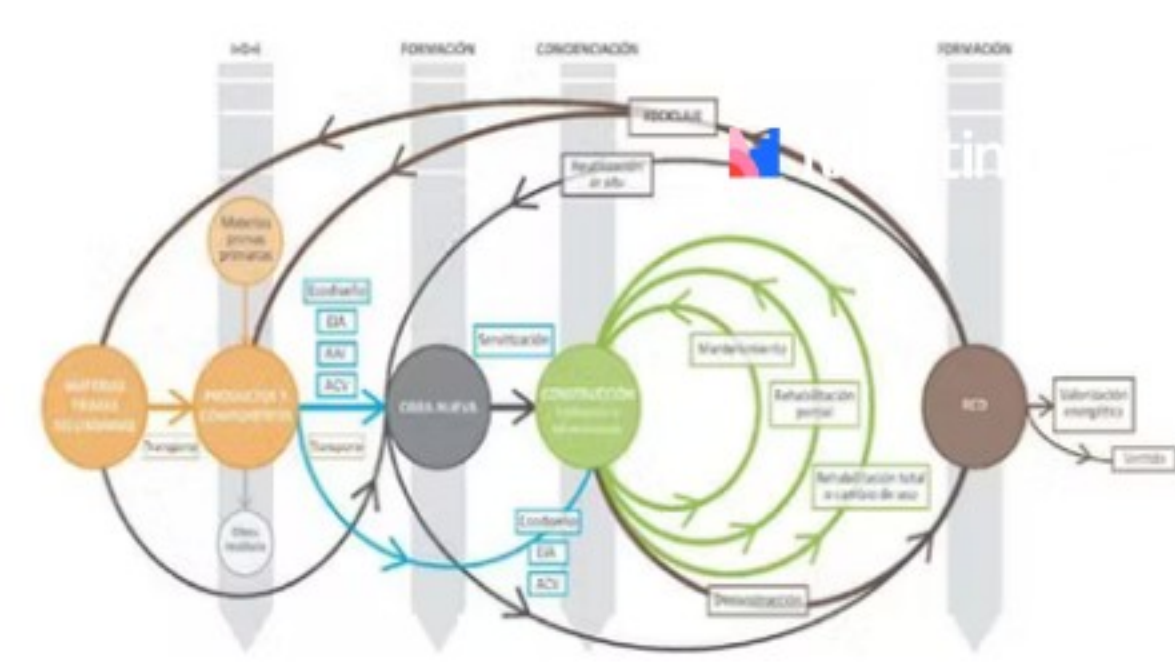 I+D+I
FORMACIÓN
CONCIENCIACIÓN
FORMACIÓN
RECICLAJE
Reutilización
in situ
Materias
primas
primarias
Ecodiseño
EIA
AAI
ACV
Servitización
Mantenimiento
MATERIAS
PRIMAS
SECUNDARIAS
PRODUCTOS Y
COMPONENTES
OBRA NUEVA
CONSTRUCCIÓN
Rehabilitación
parcial
RCD
Valorización
energética
Transporte
Transporte
Vertido
Rehabilitación total
o cambio de uso
Otros
residuos
Ecodiseño
EIA
ACV
Deconstrucción